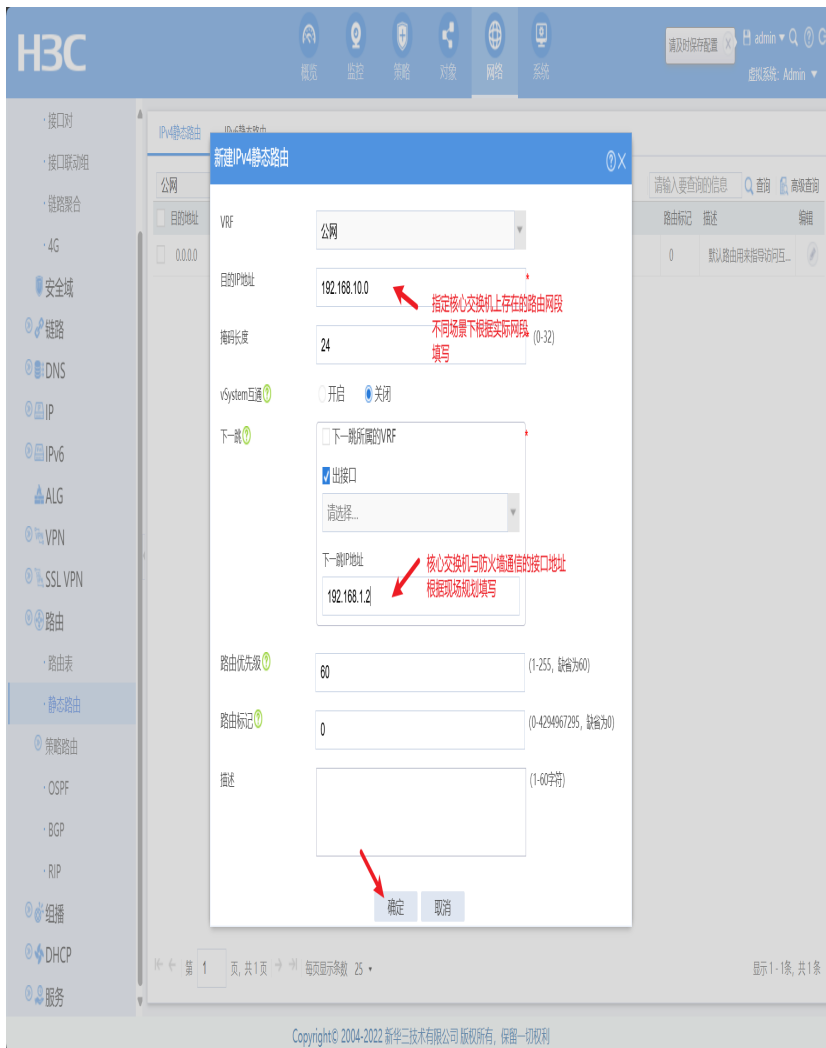 H3C
概览
监控
策略
对象
网络
系统
请及时保存配置
admin
虚拟系统: Admin
接口对
接口联动组
链路聚合
4G
安全域
链路
DNS
IP
IPv6
ALG
VPN
SSL VPN
路由
路由表
静态路由
策略路由
OSPF
BGP
RIP
组播
DHCP
服务
IPv4静态路由
IPv6静态路由
公网
请输入要查询的信息
查询
高级查询
目的地址
路由标记
描述
编辑
0.0.0.0
0
默认路由用来指导访问互...
新建IPv4静态路由
VRF
公网
目的IP地址
192.168.10.0
*
指定核心交换机上存在的路由网段
不同场景下根据实际网段
填写
掩码长度
24
* (0-32)
vSystem互通
开启
关闭
下一跳
下一跳所属的VRF
*
出接口
请选择...
下一跳IP地址
192.168.1.2
核心交换机与防火墙通信的接口地址
根据现场规划填写
路由优先级
60
(1-255, 缺省为60)
路由标记
0
(0-4294967295, 缺省为0)
描述
(1-60字符)
确定
取消
第 1 页, 共1页
每页显示条数 25
显示 1 - 1条, 共1条
Copyright© 2004-2022 新华三技术有限公司 版权所有, 保留一切权利